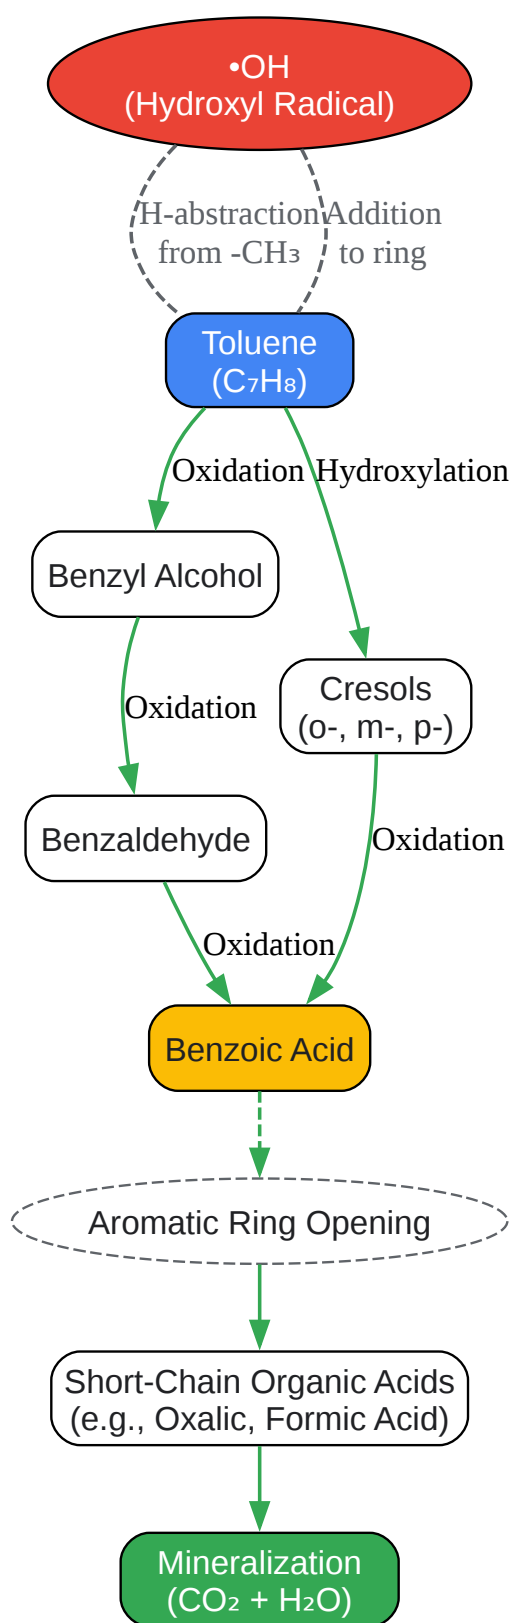 •OH
(Hydroxyl Radical)
H-abstraction
from -CH₃
Addition
to ring
Toluene
(C₇H₈)
Oxidation
Hydroxylation
Benzyl Alcohol
Cresols
(o-, m-, p-)
Oxidation
Benzaldehyde
Oxidation
Oxidation
Benzoic Acid
Aromatic Ring Opening
Short-Chain Organic Acids
(e.g., Oxalic, Formic Acid)
Mineralization
(CO₂ + H₂O)